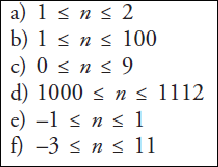 a) 1 ≤ n ≤ 2
b) 1 ≤ n ≤ 100
c) 0 ≤ n ≤ 9
d) 1000 ≤ n ≤ 1112
e) –1 ≤ n ≤ 1
f) –3 ≤ n ≤ 11